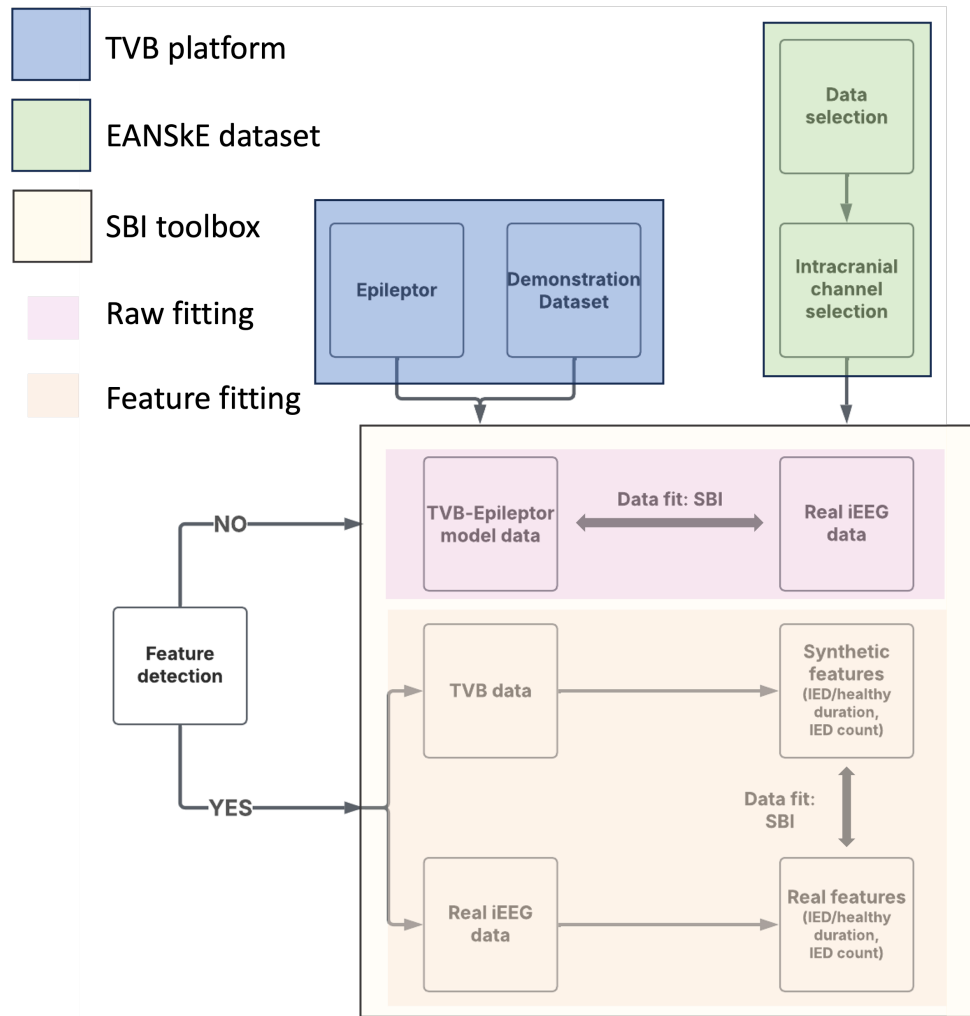 TVB platform
EANSkE dataset
SBI toolbox
Raw fitting
Feature fitting
Data
selection
Intracranial
channel
selection
Epileptor
Demonstration
Dataset
NO
Feature
detection
YES
TVB-Epileptor
model data
Data fit: SBI
Real iEEG
data
TVB data
Synthetic
features
(IED/healthy
duration,
IED count)
Data fit:
SBI
Real iEEG
data
Real features
(IED/healthy
duration,
IED count)